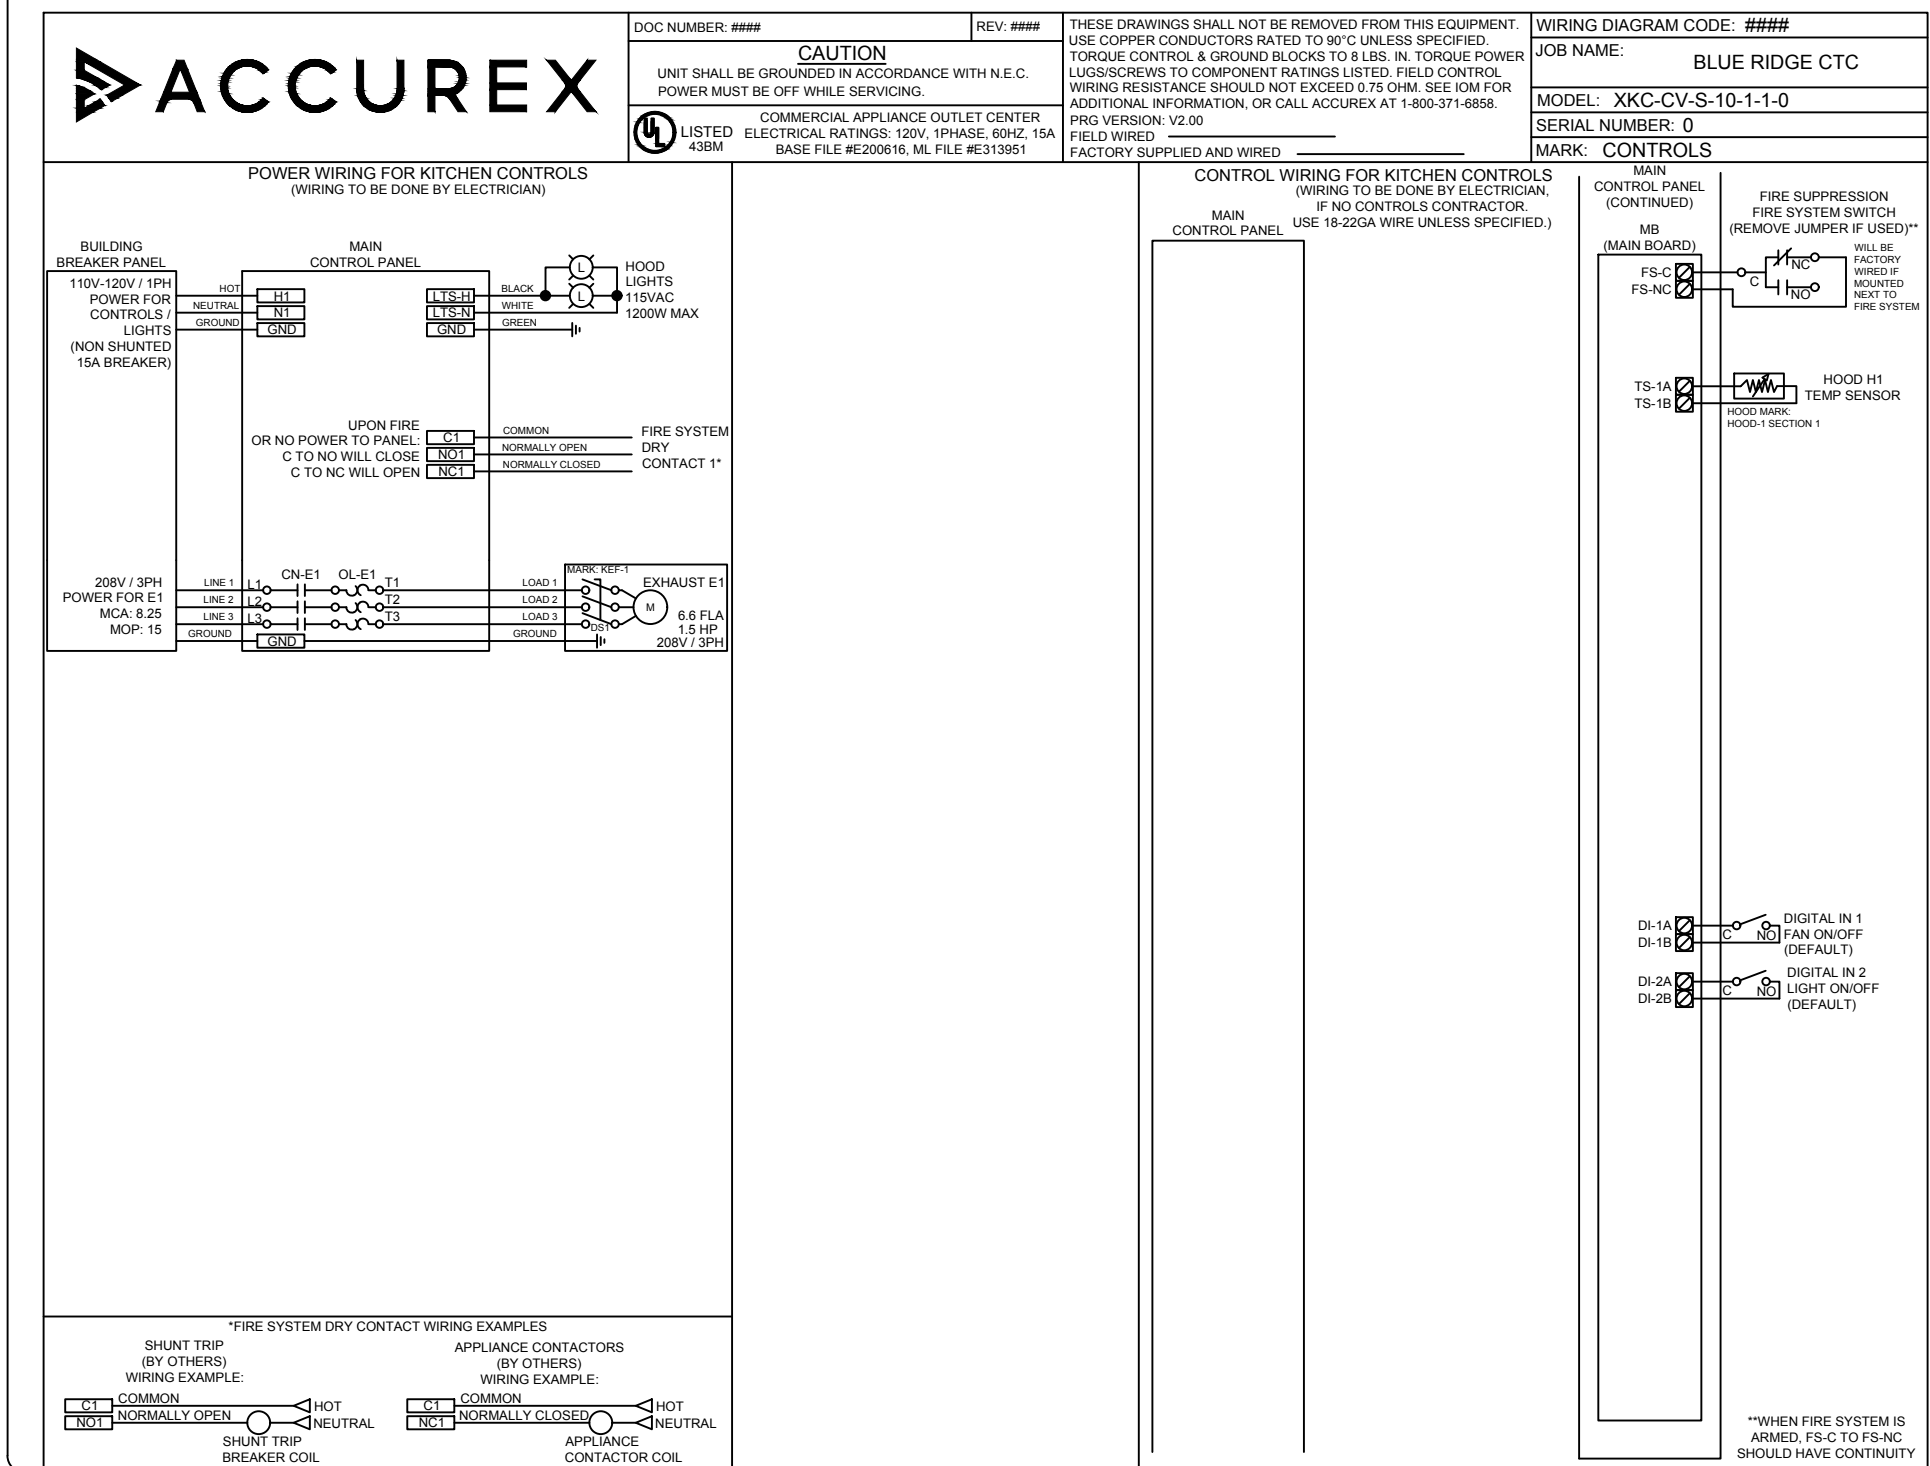 ACCUREX
DOC NUMBER: ####
REV: ####
CAUTION
UNIT SHALL BE GROUNDED IN ACCORDANCE WITH N.E.C.
POWER MUST BE OFF WHILE SERVICING.
UL
LISTED
43BM
COMMERCIAL APPLIANCE OUTLET CENTER
ELECTRICAL RATINGS: 120V, 1PHASE, 60HZ, 15A
BASE FILE #E200616, ML FILE #E313951
THESE DRAWINGS SHALL NOT BE REMOVED FROM THIS EQUIPMENT.
USE COPPER CONDUCTORS RATED TO 90°C UNLESS SPECIFIED.
TORQUE CONTROL & GROUND BLOCKS TO 8 LBS. IN. TORQUE POWER
LUGS/SCREWS TO COMPONENT RATINGS LISTED. FIELD CONTROL
WIRING RESISTANCE SHOULD NOT EXCEED 0.75 OHM. SEE IOM FOR
ADDITIONAL INFORMATION, OR CALL ACCUREX AT 1-800-371-6858.
PRG VERSION: V2.00
FIELD WIRED
FACTORY SUPPLIED AND WIRED
WIRING DIAGRAM CODE: ####
JOB NAME:
BLUE RIDGE CTC
MODEL: XKC-CV-S-10-1-1-0
SERIAL NUMBER: 0
MARK: CONTROLS
POWER WIRING FOR KITCHEN CONTROLS
(WIRING TO BE DONE BY ELECTRICIAN)
BUILDING
BREAKER PANEL
110V-120V / 1PH
POWER FOR
CONTROLS /
LIGHTS
(NON SHUNTED
15A BREAKER)
HOT
NEUTRAL
GROUND
MAIN
CONTROL PANEL
H1
N1
GND
LTS-H
LTS-N
GND
BLACK
WHITE
GREEN
L
L
HOOD
LIGHTS
115VAC
1200W MAX
UPON FIRE
OR NO POWER TO PANEL:
C TO NO WILL CLOSE
C TO NC WILL OPEN
C1
NO1
NC1
COMMON
NORMALLY OPEN
NORMALLY CLOSED
FIRE SYSTEM
DRY
CONTACT 1*
208V / 3PH
POWER FOR E1
MCA: 8.25
MOP: 15
LINE 1
LINE 2
LINE 3
GROUND
L1
L2
L3
GND
CN-E1
OL-E1
T1
T2
T3
LOAD 1
LOAD 2
LOAD 3
GROUND
MARK: KEF-1
DS1
M
EXHAUST E1
6.6 FLA
1.5 HP
208V / 3PH
*FIRE SYSTEM DRY CONTACT WIRING EXAMPLES
SHUNT TRIP
(BY OTHERS)
WIRING EXAMPLE:
C1
COMMON
HOT
NO1
NORMALLY OPEN
NEUTRAL
SHUNT TRIP
BREAKER COIL
APPLIANCE CONTACTORS
(BY OTHERS)
WIRING EXAMPLE:
C1
COMMON
HOT
NC1
NORMALLY CLOSED
NEUTRAL
APPLIANCE
CONTACTOR COIL
CONTROL WIRING FOR KITCHEN CONTROLS
(WIRING TO BE DONE BY ELECTRICIAN,
IF NO CONTROLS CONTRACTOR.
USE 18-22GA WIRE UNLESS SPECIFIED.)
MAIN
CONTROL PANEL
MAIN
CONTROL PANEL
(CONTINUED)
MB
(MAIN BOARD)
FS-C
FS-NC
FIRE SUPPRESSION
FIRE SYSTEM SWITCH
(REMOVE JUMPER IF USED)**
C
NC
NO
WILL BE
FACTORY
WIRED IF
MOUNTED
NEXT TO
FIRE SYSTEM
TS-1A
TS-1B
HOOD H1
TEMP SENSOR
HOOD MARK:
HOOD-1 SECTION 1
DI-1A
DI-1B
C
NO
DIGITAL IN 1
FAN ON/OFF
(DEFAULT)
DI-2A
DI-2B
C
NO
DIGITAL IN 2
LIGHT ON/OFF
(DEFAULT)
**WHEN FIRE SYSTEM IS
ARMED, FS-C TO FS-NC
SHOULD HAVE CONTINUITY